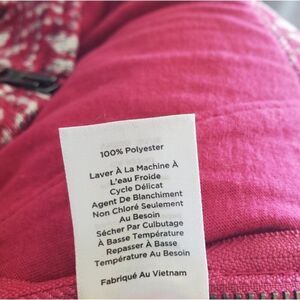 100% Polyester
Laver À La Machine À
L'eau Froide
Cycle Délicat
Agent De Blanchiment
Non Chloré Seulement
Au Besoin
Sécher Par Culbutage
À Basse Température
Repasser À Basse
Température Au Besoin
Fabriqué Au Vietnam